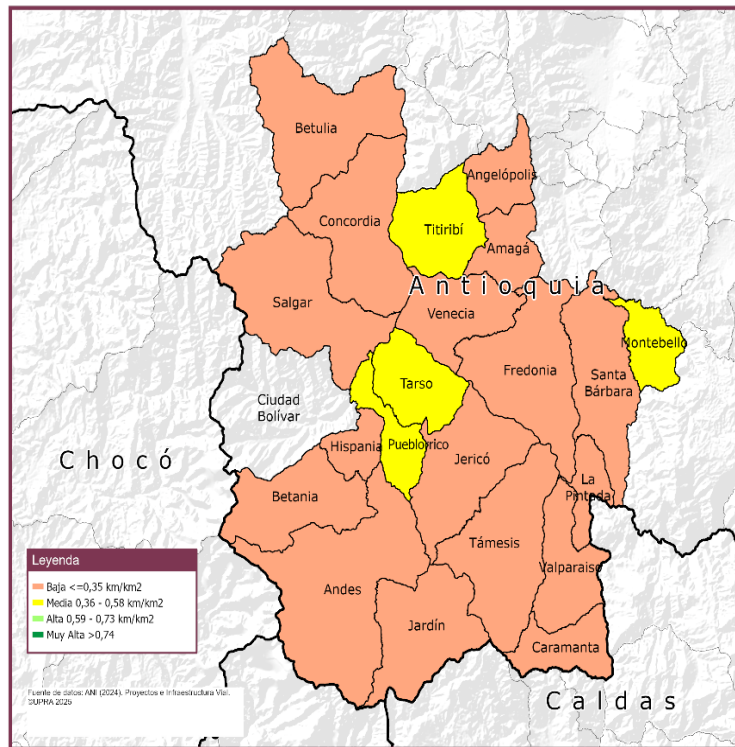 Betulia
Angelópolis
Concordia
Titiribí
Amagá
Antioquia
Salgar
Venecia
Montebello
Fredonia
Tarso
Santa
Bárbara
Ciudad
Bolívar
Chocó
Hispania
Pueblorrico
Jericó
La
Pintada
Betania
Támesis
Valparaiso
Andes
Jardín
Caramanta
Caldas
Leyenda
Baja <=0,35 km/km2
Media 0,36 - 0,58 km/km2
Alta 0,59 - 0,73 km/km2
Muy Alta >0,74
Fuente de datos: ANI (2024). Proyectos e Infraestructura Vial.
©UPRA 2025